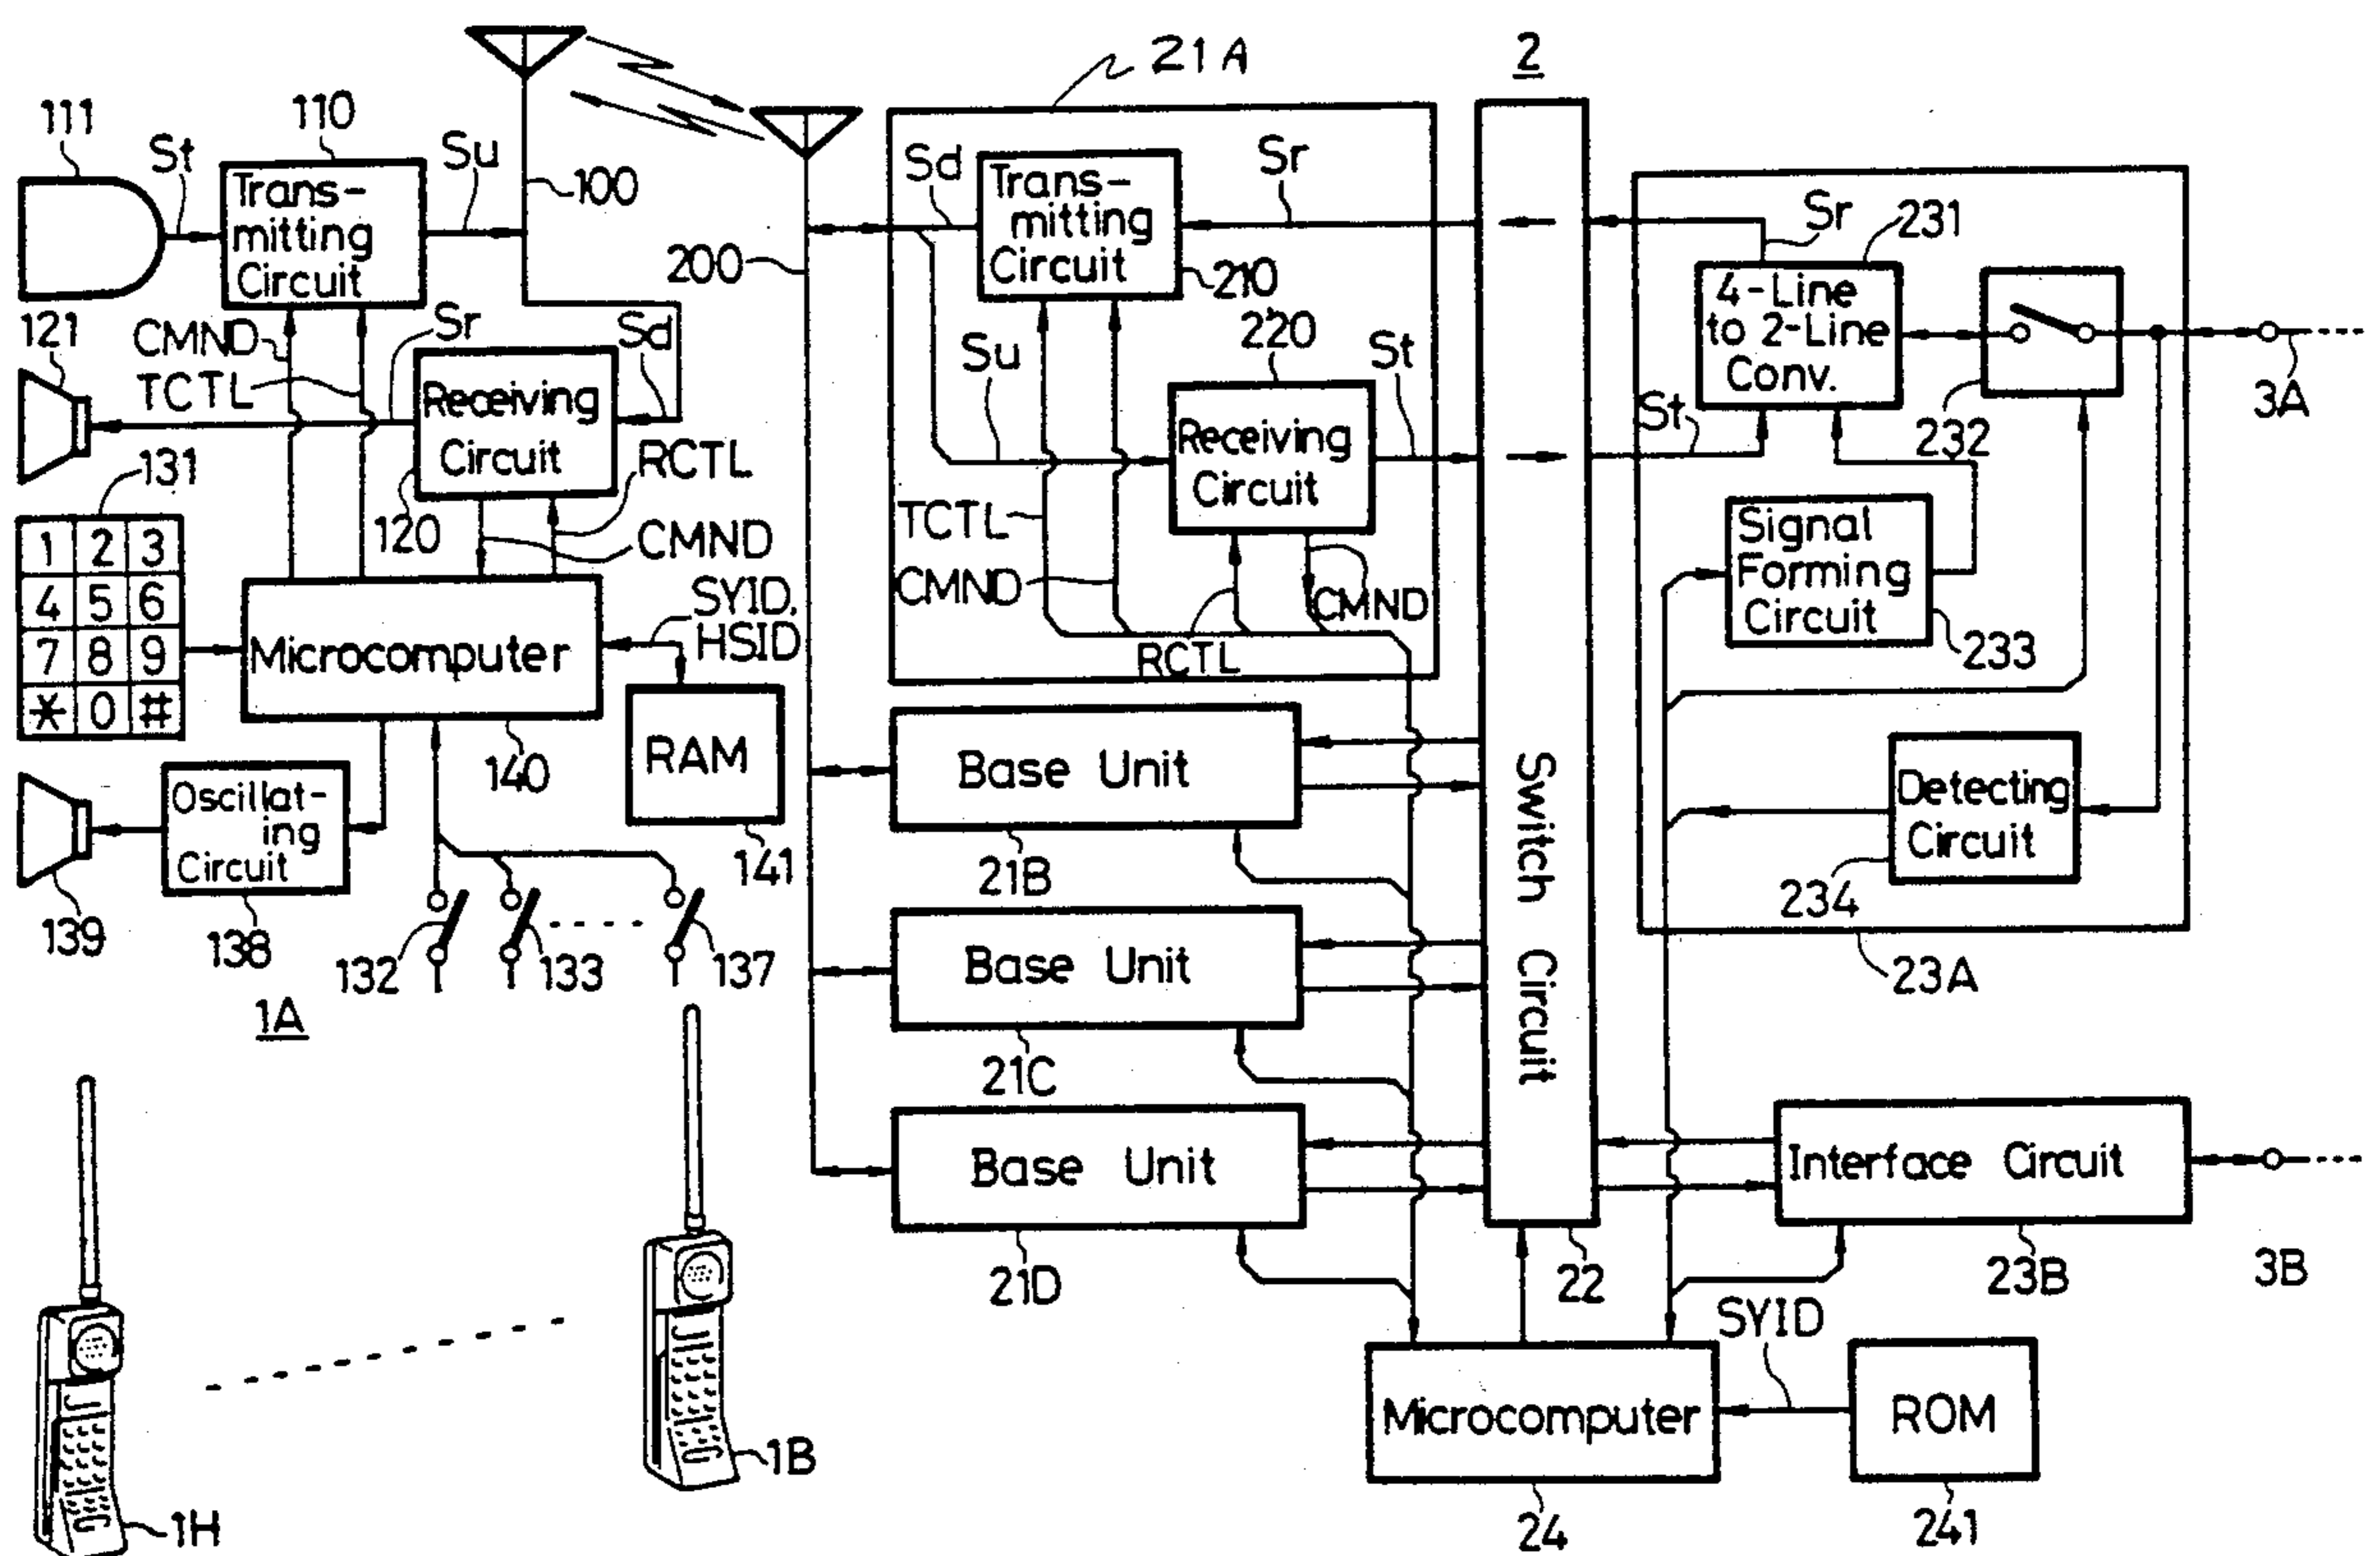 21A
2
111
St
110
Su
100
Trans-
mitting
Circuit
Sd
Trans-
mitting
Circuit
Sr
210
200
Sr
231
4-Line
to 2-Line
Conv.
232
3A
121
CMND
TCTL
Sr
Sd
Receiving
Circuit
120
RCTL
CMND
Su
220
St
Receiving
Circuit
TCTL
CMND
RCTL
CMND
St
Signal
Forming
Circuit
233
131
1 2 3
4 5 6
7 8 9
* 0 #
Microcomputer
140
SYID,
HSID
RAM
141
Oscillat-
ing
Circuit
138
139
132
133
137
1A
Base Unit
21B
Base Unit
21C
Base Unit
21D
Switch Circuit
22
Detecting
Circuit
234
23A
Interface Circuit
23B
3B
SYID
Microcomputer
24
ROM
241
1B
1H